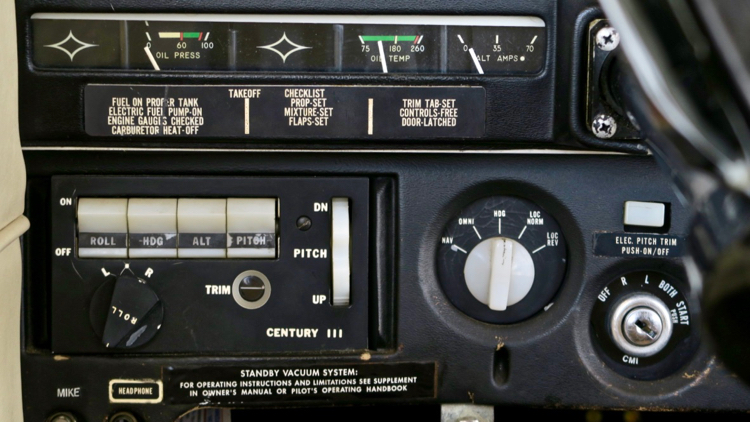 0 60 100
OIL PRESS
75 180 260
OIL TEMP
0 35 70
ALT AMPS
TAKEOFF CHECKLIST
FUEL ON PROPER TANK
ELECTRIC FUEL PUMP-ON
ENGINE GAUGES CHECKED
CARBURETOR HEAT-OFF
PROP-SET
MIXTURE-SET
FLAPS-SET
TRIM TAB-SET
CONTROLS-FREE
DOOR-LATCHED
ON
OFF
ROLL HDG ALT PITCH
L R
ROLL
TRIM
DN
PITCH
UP
CENTURY III
NAV
OMNI
HDG
LOC
NORM
LOC
REV
ELEC. PITCH TRIM
PUSH-ON/OFF
OFF R L BOTH START
PUSH
CMI
MIKE
HEADPHONE
STANDBY VACUUM SYSTEM:
FOR OPERATING INSTRUCTIONS AND LIMITATIONS SEE SUPPLEMENT
IN OWNER'S MANUAL OR PILOT'S OPERATING HANDBOOK